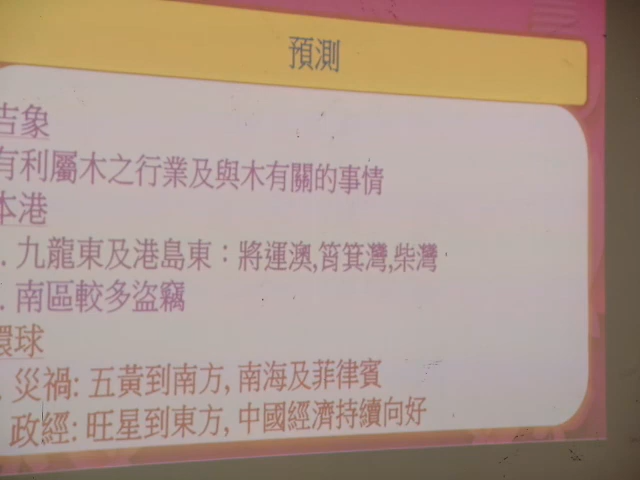 預測
吉象
有利屬木之行業及與木有關的事情
本港
. 九龍東及港島東：將運澳,筲箕灣,柴灣
. 南區較多盜竊
環球
. 災禍: 五黃到南方, 南海及菲律賓
政經: 旺星到東方, 中國經濟持續向好